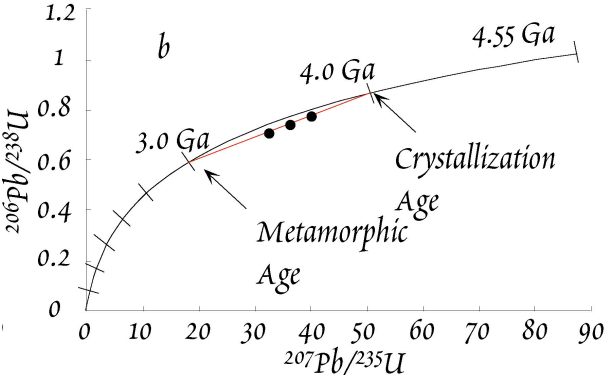 1.2
b
4.55 Ga
1
4.0 Ga
0.8
3.0 Ga
0.6
Crystallization
Age
0.4
Metamorphic
Age
0.2
0
0 10 20 30 40 50 60 70 80 90
206Pb/238U
207Pb/235U